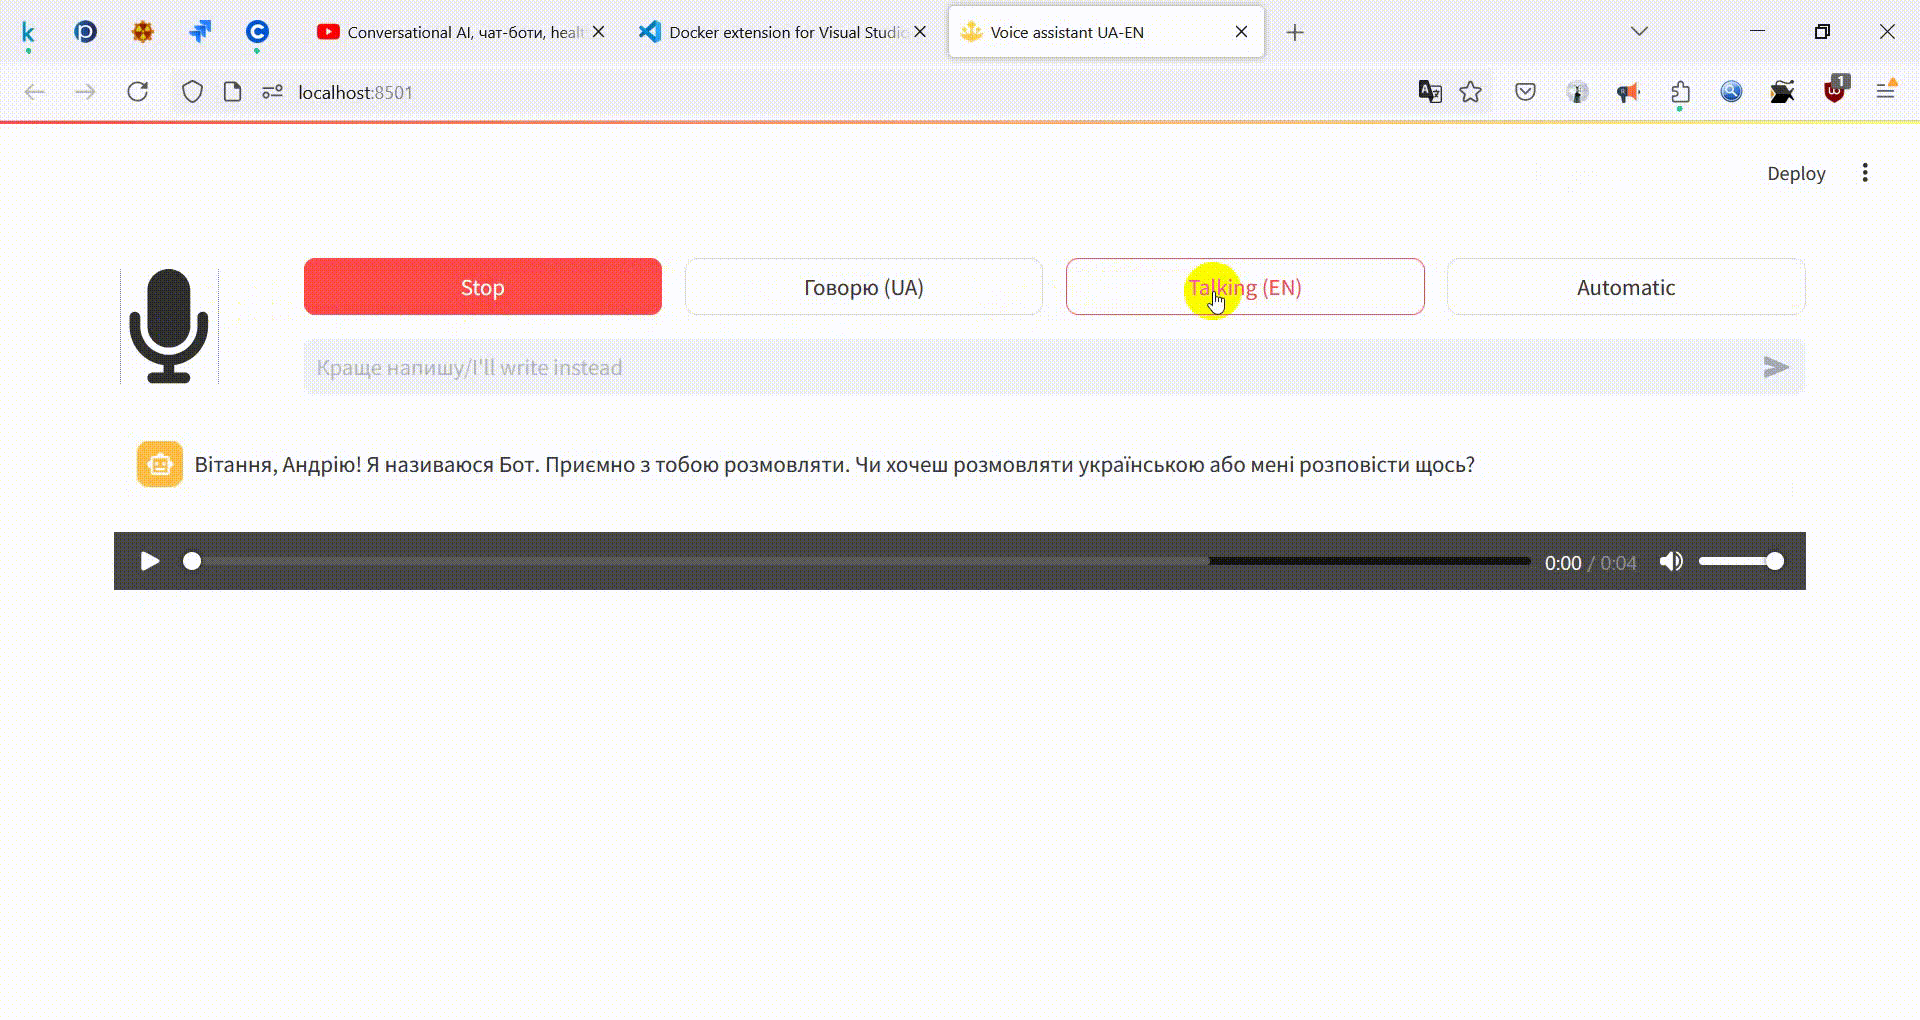 Conversational AI, чат-боти, heal
Docker extension for Visual Studio
Voice assistant UA-EN
localhost:8501
1
Deploy
Stop
Говорю (UA)
Talking (EN)
Automatic
Краще напишу/I'll write instead
Вітання, Андрію! Я називаюся Бот. Приємно з тобою розмовляти. Чи хочеш розмовляти українською або мені розповісти щось?
0:00 / 0:04